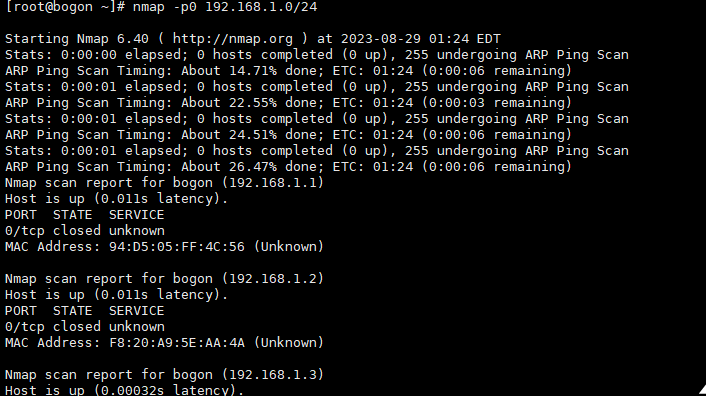 [root@bogon ~]# nmap -p0 192.168.1.0/24
Starting Nmap 6.40 ( http://nmap.org ) at 2023-08-29 01:24 EDT
Stats: 0:00:00 elapsed; 0 hosts completed (0 up), 255 undergoing ARP Ping Scan
ARP Ping Scan Timing: About 14.71% done; ETC: 01:24 (0:00:06 remaining)
Stats: 0:00:01 elapsed; 0 hosts completed (0 up), 255 undergoing ARP Ping Scan
ARP Ping Scan Timing: About 22.55% done; ETC: 01:24 (0:00:03 remaining)
Stats: 0:00:01 elapsed; 0 hosts completed (0 up), 255 undergoing ARP Ping Scan
ARP Ping Scan Timing: About 24.51% done; ETC: 01:24 (0:00:06 remaining)
Stats: 0:00:01 elapsed; 0 hosts completed (0 up), 255 undergoing ARP Ping Scan
ARP Ping Scan Timing: About 26.47% done; ETC: 01:24 (0:00:06 remaining)
Nmap scan report for bogon (192.168.1.1)
Host is up (0.011s latency).
PORT  STATE  SERVICE
0/tcp closed unknown
MAC Address: 94:D5:05:FF:4C:56 (Unknown)
Nmap scan report for bogon (192.168.1.2)
Host is up (0.011s latency).
PORT  STATE  SERVICE
0/tcp closed unknown
MAC Address: F8:20:A9:5E:AA:4A (Unknown)
Nmap scan report for bogon (192.168.1.3)
Host is up (0.00032s latency).